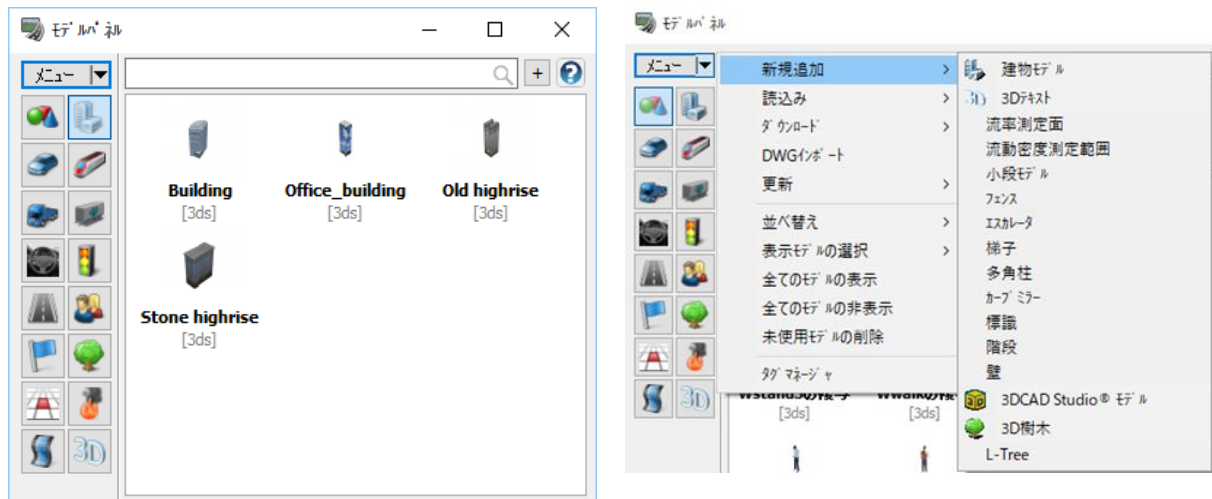 モデルパネル
メニュー
+
?
Building
[3ds]
Office_building
[3ds]
Old highrise
[3ds]
Stone highrise
[3ds]
3D
モデルパネル
メニュー
新規追加
読込み
ダウンロード
DWGインポート
更新
並べ替え
表示モデルの選択
全てのモデルの表示
全てのモデルの非表示
未使用モデルの削除
タグマネージャ
建物モデル
3D 3Dテキスト
流率測定面
流動密度測定範囲
小段モデル
フェンス
エスカレータ
梯子
多角柱
カーブミラー
標識
階段
壁
3DCAD Studio® モデル
3D樹木
L-Tree
[3ds]
[3ds]
3D